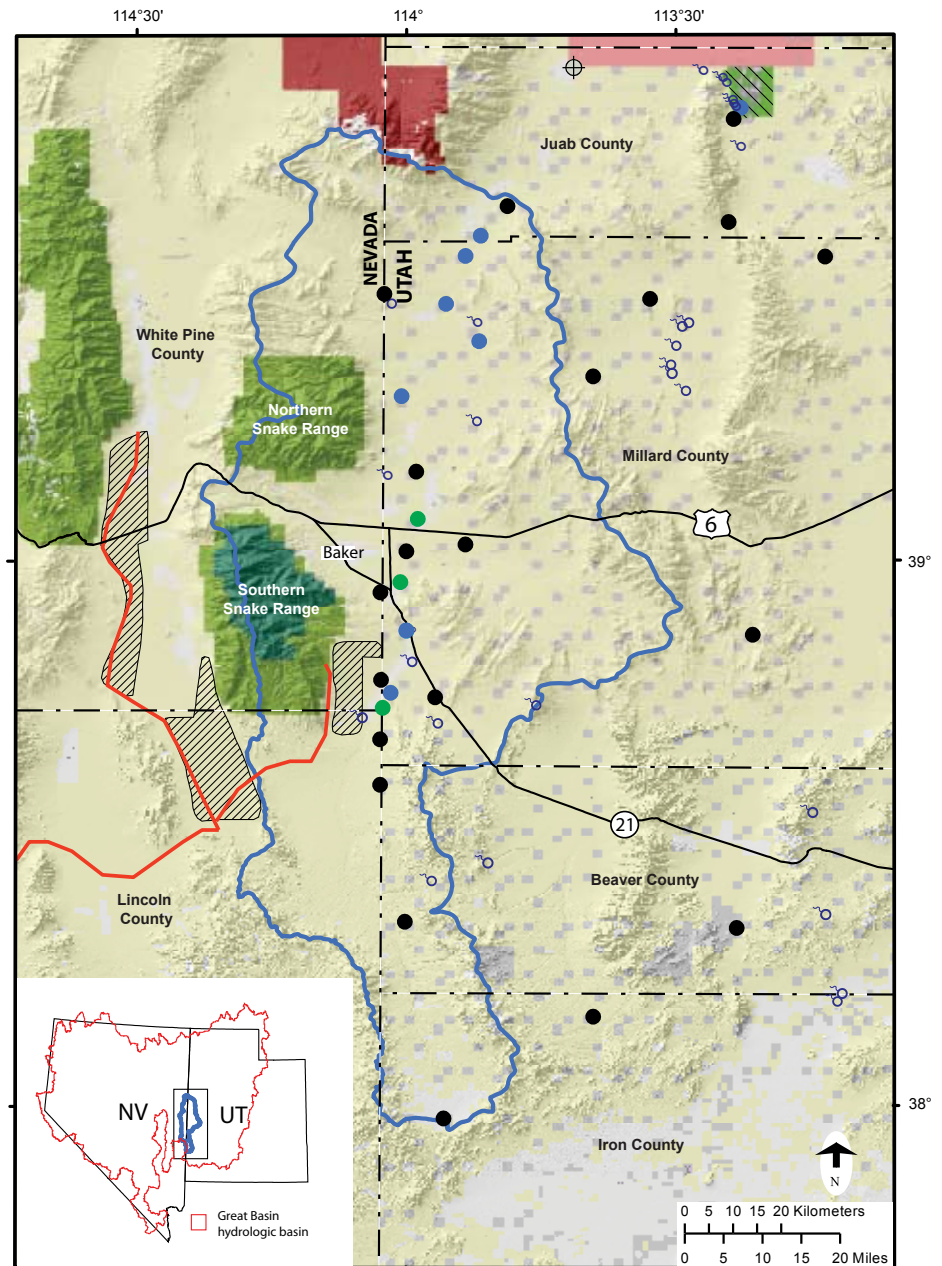 114°30'
114°
113°30'
Juab County
NEVADA
UTAH
White Pine
County
Northern
Snake Range
Millard County
6
Baker
39°
Southern
Snake Range
21
Beaver County
Lincoln
County
NV
UT
38°
Iron County
N
Great Basin
hydrologic basin
0 5 10 15 20 Kilometers
0 5 10 20 Miles